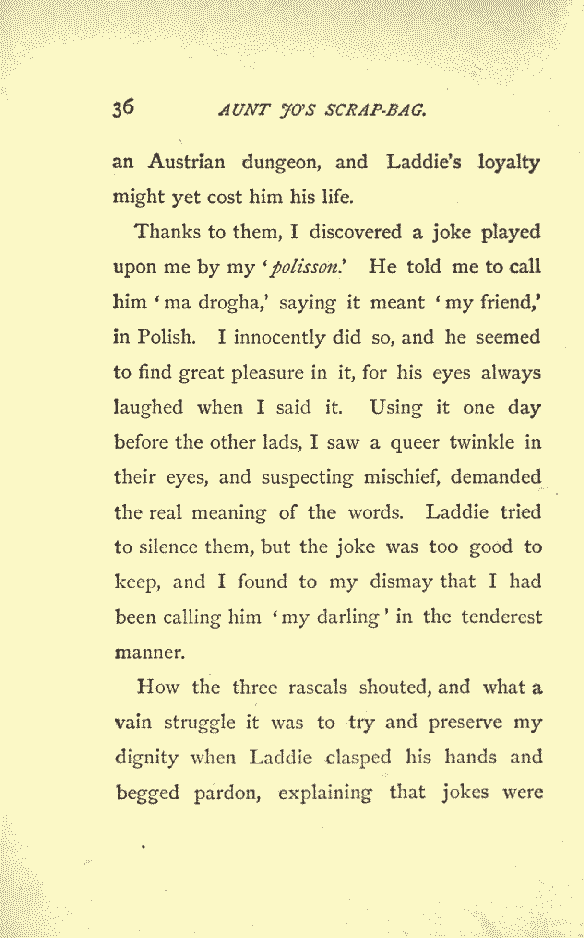 36 AUNT JO'S SCRAP-BAG.
an Austrian dungeon, and Laddie's loyalty
might yet cost him his life.
Thanks to them, I discovered a joke played
upon me by my 'polisson.' He told me to call
him 'ma drogha,' saying it meant 'my friend,'
in Polish. I innocently did so, and he seemed
to find great pleasure in it, for his eyes always
laughed when I said it. Using it one day
before the other lads, I saw a queer twinkle in
their eyes, and suspecting mischief, demanded
the real meaning of the words. Laddie tried
to silence them, but the joke was too good to
keep, and I found to my dismay that I had
been calling him 'my darling' in the tenderest
manner.
How the three rascals shouted, and what a
vain struggle it was to try and preserve my
dignity when Laddie clasped his hands and
begged pardon, explaining that jokes were